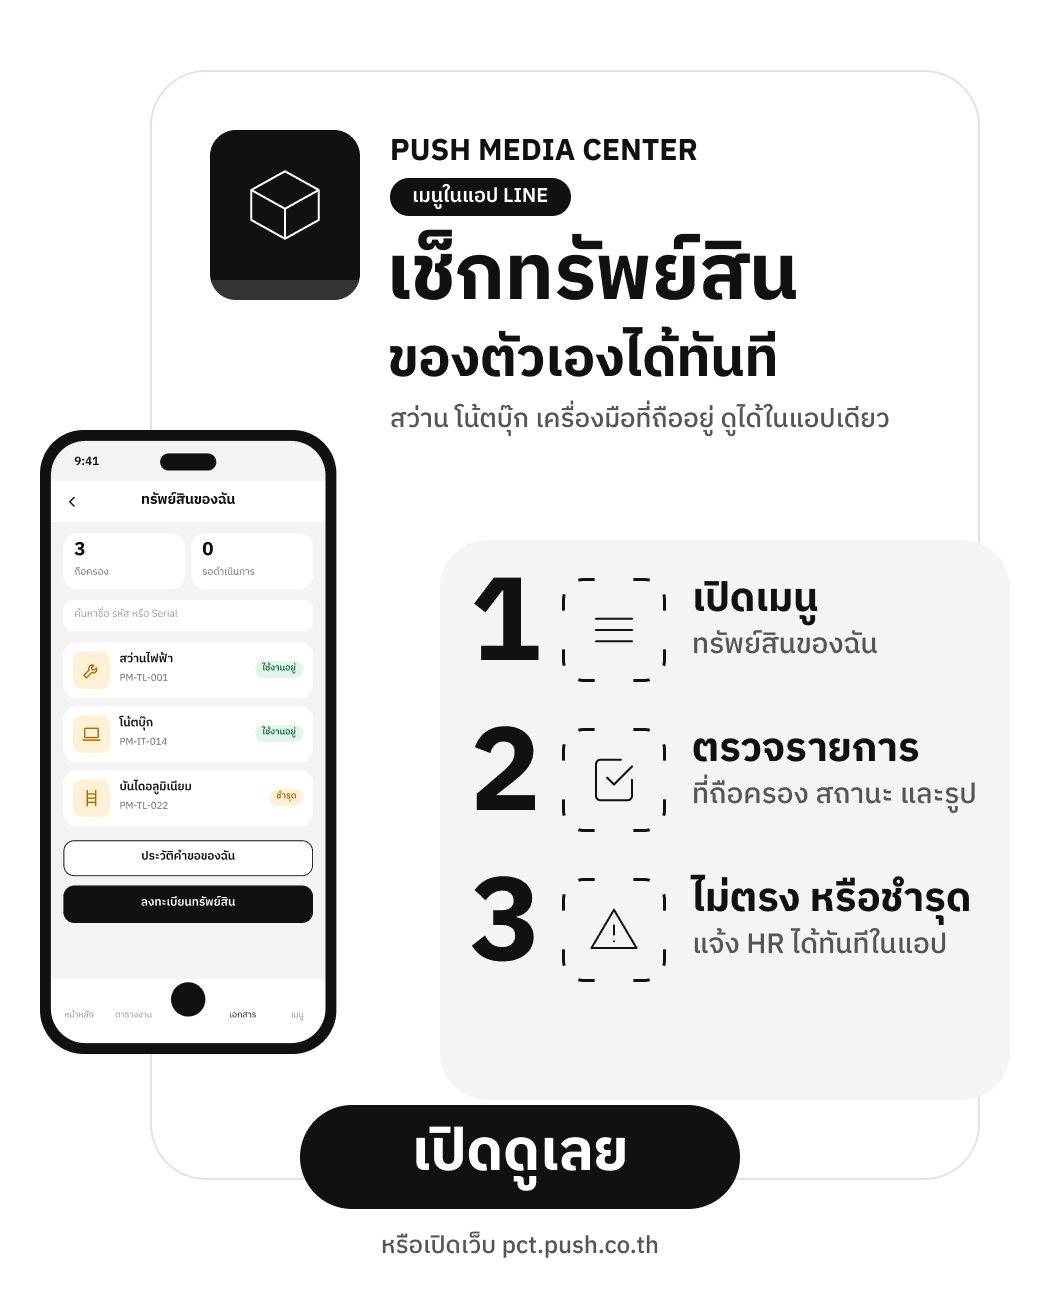 PUSH MEDIA CENTER
เมนูในแอป LINE
เช็กทรัพย์สิน
ของตัวเองได้ทันที
สว่าน โน้ตบุ๊ก เครื่องมือที่ถืออยู่ ดูได้ในแอปเดียว
9:41
ทรัพย์สินของฉัน
3
ถือครอง
0
รอดำเนินการ
ค้นหาชื่อ รหัส หรือ Serial
สว่านไฟฟ้า
PM-TL-001
ใช้งานอยู่
โน้ตบุ๊ก
PM-IT-014
ใช้งานอยู่
บันไดอลูมิเนียม
PM-TL-022
ชำรุด
ประวัติคำขอของฉัน
ลงทะเบียนทรัพย์สิน
หน้าหลัก
ตารางงาน
เอกสาร
เมนู
1
เปิดเมนู
ทรัพย์สินของฉัน
2
ตรวจรายการ
ที่ถือครอง สถานะ และรูป
3
ไม่ตรง หรือชำรุด
แจ้ง HR ได้ทันทีในแอป
เปิดดูเลย
หรือเปิดเว็บ pct.push.co.th